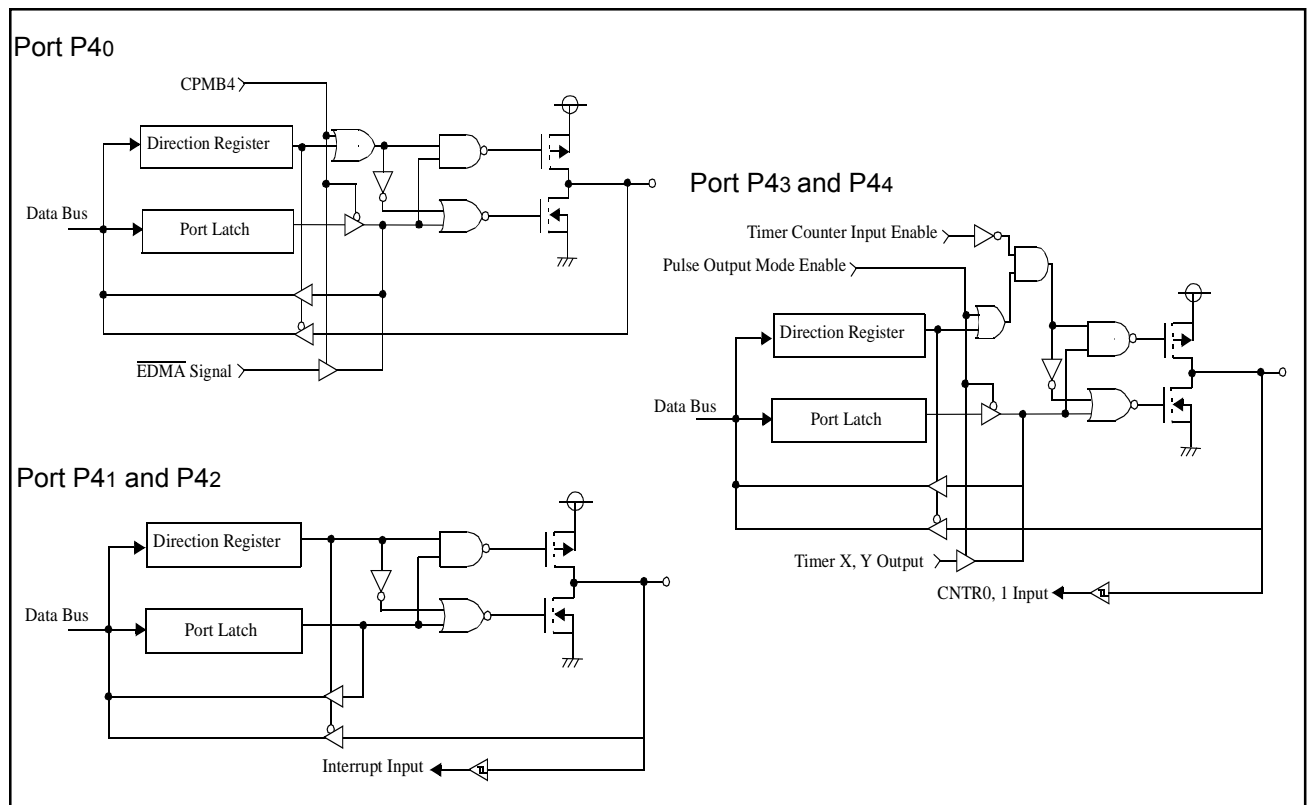 Port P40
CPMB4
Direction Register
Data Bus
Port Latch
EDMA Signal
Port P41 and P42
Direction Register
Data Bus
Port Latch
Interrupt Input
Port P43 and P44
Timer Counter Input Enable
Pulse Output Mode Enable
Direction Register
Data Bus
Port Latch
Timer X, Y Output
CNTR0, 1 Input